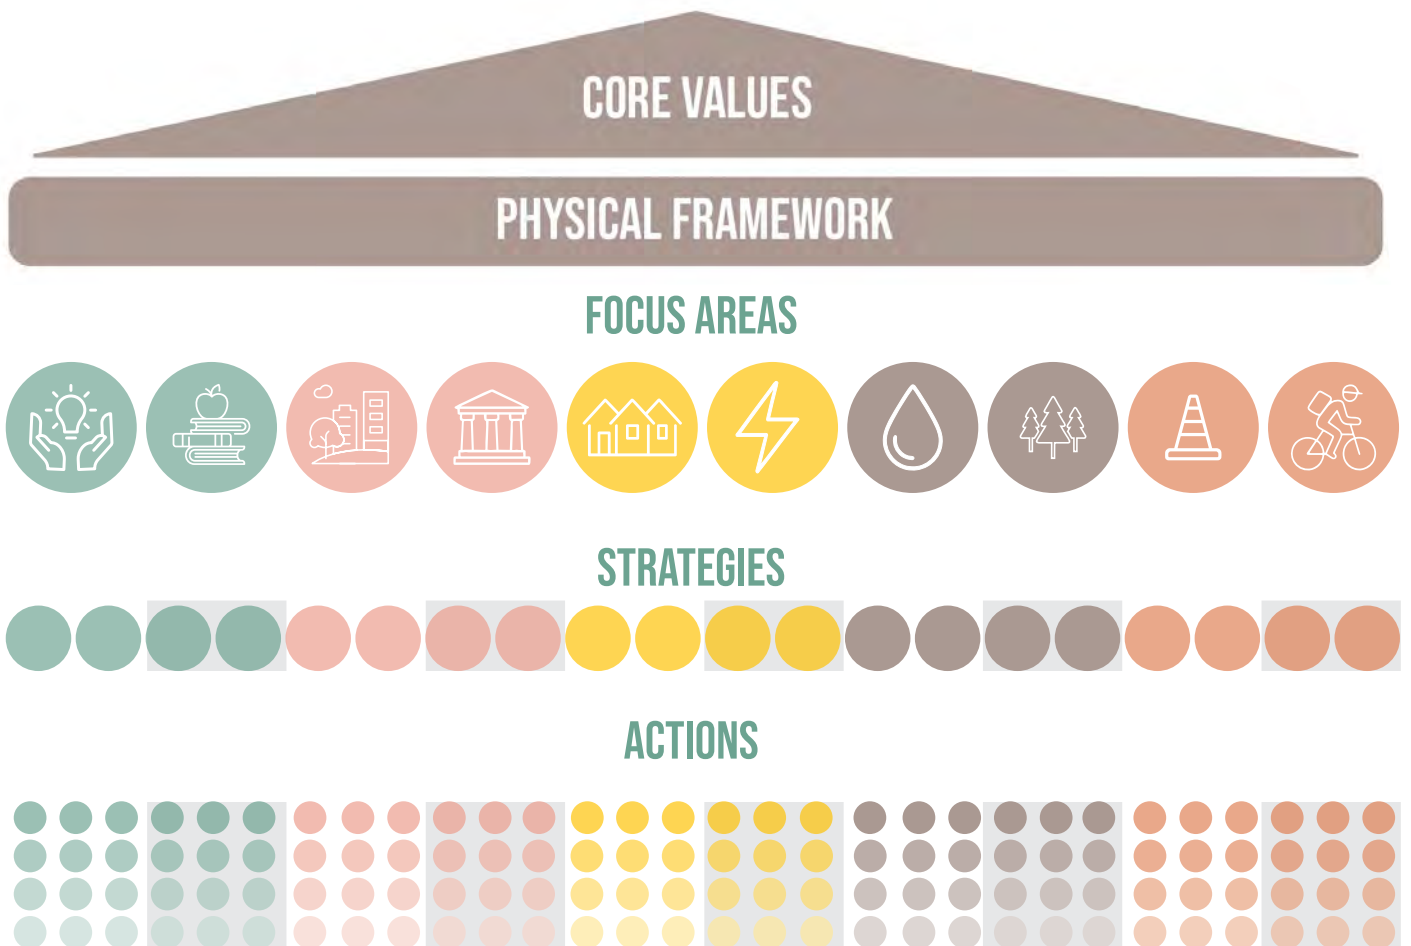 CORE VALUES
PHYSICAL FRAMEWORK
FOCUS AREAS
STRATEGIES
ACTIONS